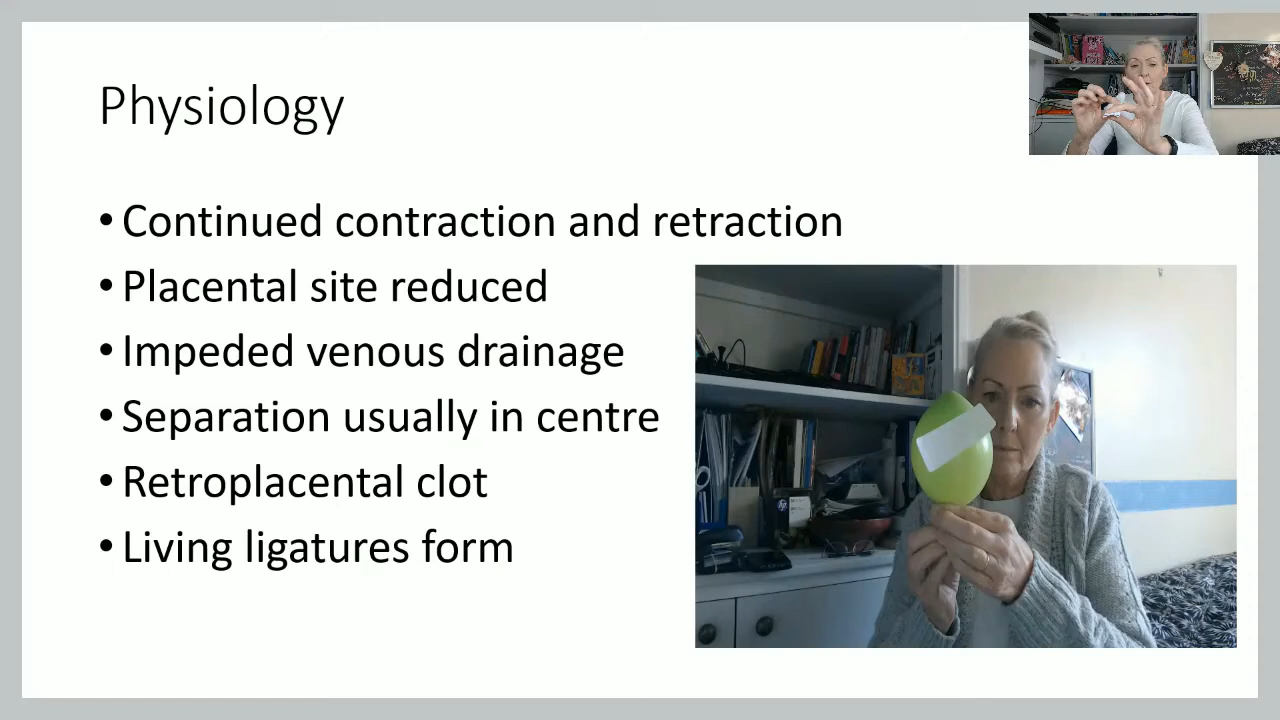 Physiology
• Continued contraction and retraction
• Placental site reduced
• Impeded venous drainage
• Separation usually in centre
• Retroplacental clot
• Living ligatures form